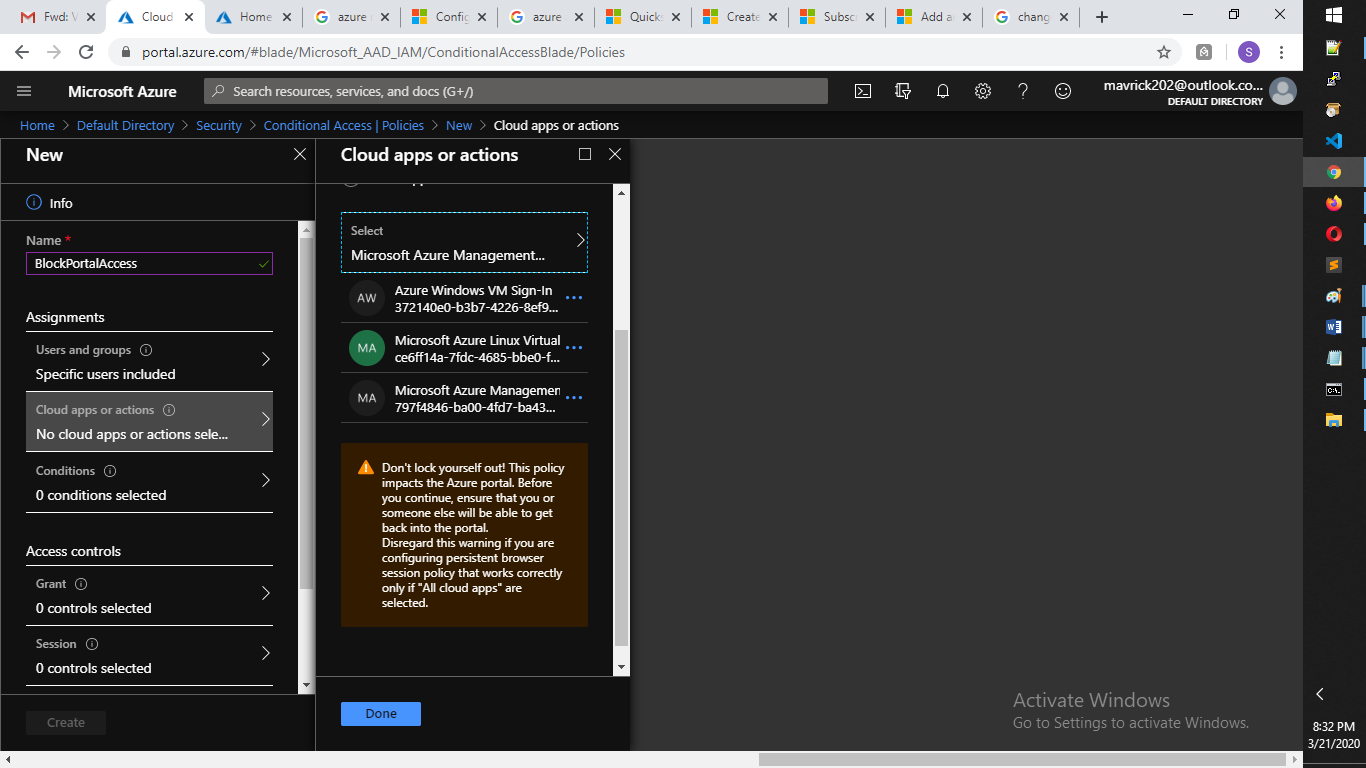 Fwd: V
Cloud
Home
azure
Config
azure
Quicks
Create
Subscr
Add a
chang
portal.azure.com/#blade/Microsoft_AAD_IAM/ConditionalAccessBlade/Policies
S
Microsoft Azure
Search resources, services, and docs (G+/)
mavrick202@outlook.co...
DEFAULT DIRECTORY
Home > Default Directory > Security > Conditional Access | Policies > New > Cloud apps or actions
New
Info
Name *
BlockPortalAccess
Assignments
Users and groups
Specific users included
Cloud apps or actions
No cloud apps or actions sele...
Conditions
0 conditions selected
Access controls
Grant
0 controls selected
Session
0 controls selected
Create
Cloud apps or actions
Select
Microsoft Azure Management...
AW
Azure Windows VM Sign-In
372140e0-b3b7-4226-8ef9...
MA
Microsoft Azure Linux Virtual
ce6ff14a-7fdc-4685-bbe0-f...
MA
Microsoft Azure Managemen
797f4846-ba00-4fd7-ba43...
Don't lock yourself out! This policy
impacts the Azure portal. Before
you continue, ensure that you or
someone else will be able to get
back into the portal.
Disregard this warning if you are
configuring persistent browser
session policy that works correctly
only if "All cloud apps" are
selected.
Done
Activate Windows
Go to Settings to activate Windows.
8:32 PM
3/21/2020